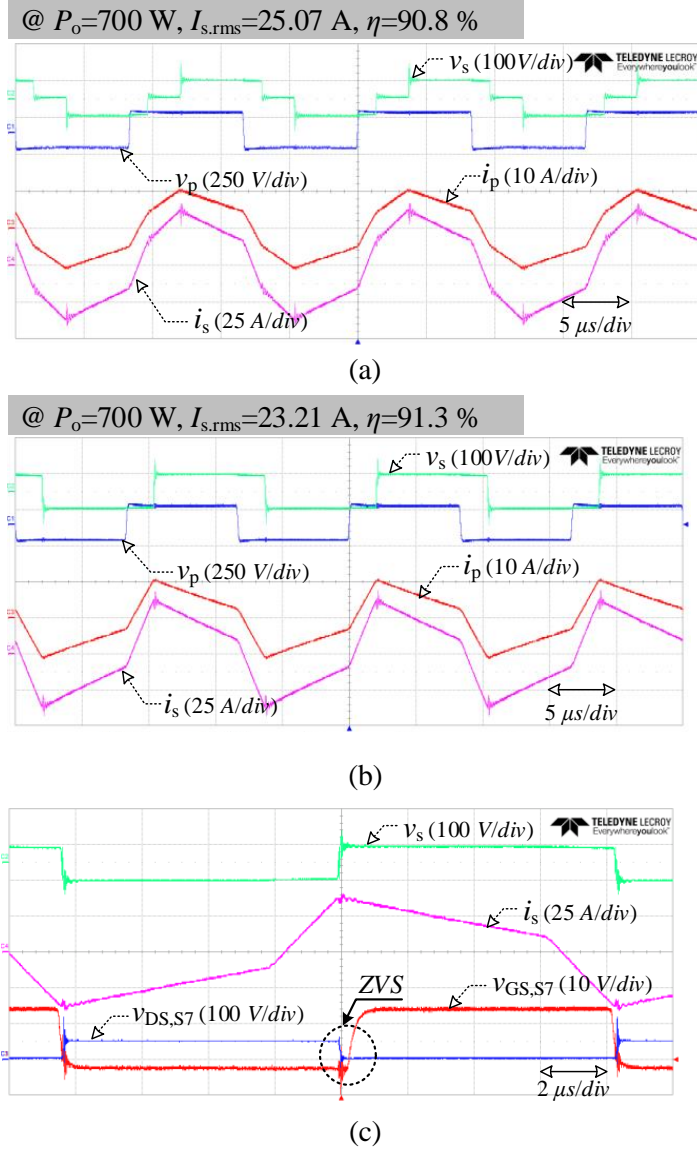 @ Po=700 W, Is.rms=25.07 A, η=90.8 %
vs (100V/div)
TELEDYNE LECROY
Everywhereyoulook™
vp (250 V/div)
ip (10 A/div)
is (25 A/div)
5 µs/div
(a)
@ Po=700 W, Is.rms=23.21 A, η=91.3 %
vs (100V/div)
TELEDYNE LECROY
Everywhereyoulook™
vp (250 V/div)
ip (10 A/div)
is (25 A/div)
5 µs/div
(b)
vs (100 V/div)
TELEDYNE LECROY
Everywhereyoulook™
is (25 A/div)
ZVS
vGS,S7 (10 V/div)
vDS,S7 (100 V/div)
2 µs/div
(c)